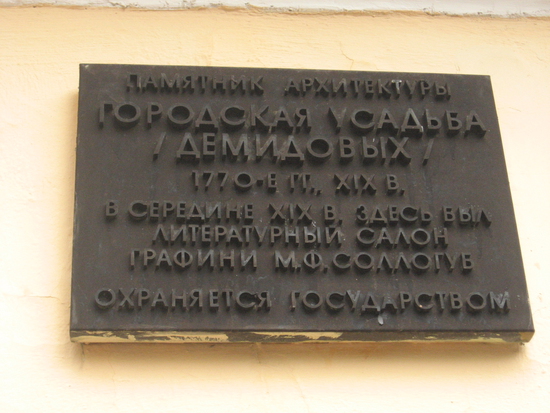 ПАМЯТНИК АРХИТЕКТУРЫ
ГОРОДСКАЯ УСАДЬБА
/ ДЕМИДОВЫХ /
1770-Е ГГ., XIX В.
В СЕРЕДИНЕ XIX В. ЗДЕСЬ БЫЛ
ЛИТЕРАТУРНЫЙ САЛОН
ГРАФИНИ М.Ф. СОЛЛОГУБ
ОХРАНЯЕТСЯ ГОСУДАРСТВОМ